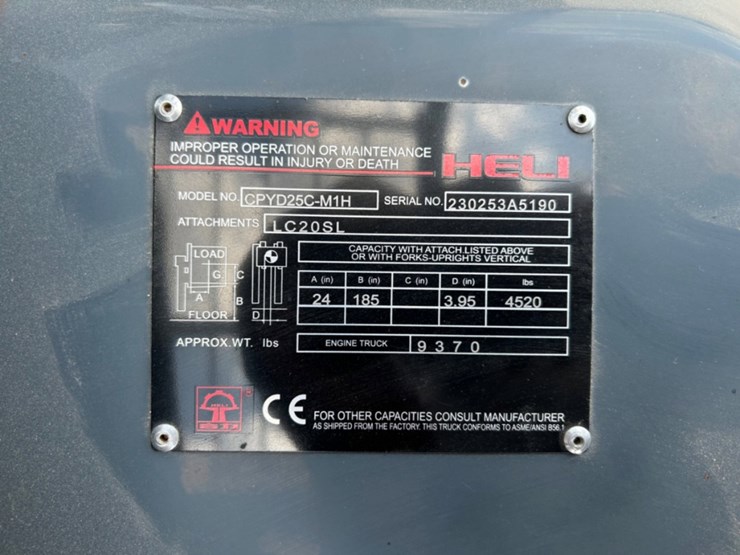 WARNING
IMPROPER OPERATION OR MAINTENANCE
COULD RESULT IN INJURY OR DEATH
HELI
MODEL NO. CPYD25C-M1H SERIAL NO. 230253A5190
ATTACHMENTS LC20SL
CAPACITY WITH ATTACH LISTED ABOVE
OR WITH FORKS-UPRIGHTS VERTICAL
LOAD
G C
A
B
FLOOR D
A (in) B (in) C (in) D (in) lbs
24 185 3.95 4520
APPROX.WT. lbs ENGINE TRUCK 9370
CE FOR OTHER CAPACITIES CONSULT MANUFACTURER
AS SHIPPED FROM THE FACTORY. THIS TRUCK CONFORMS TO ASME/ANSI B56.1